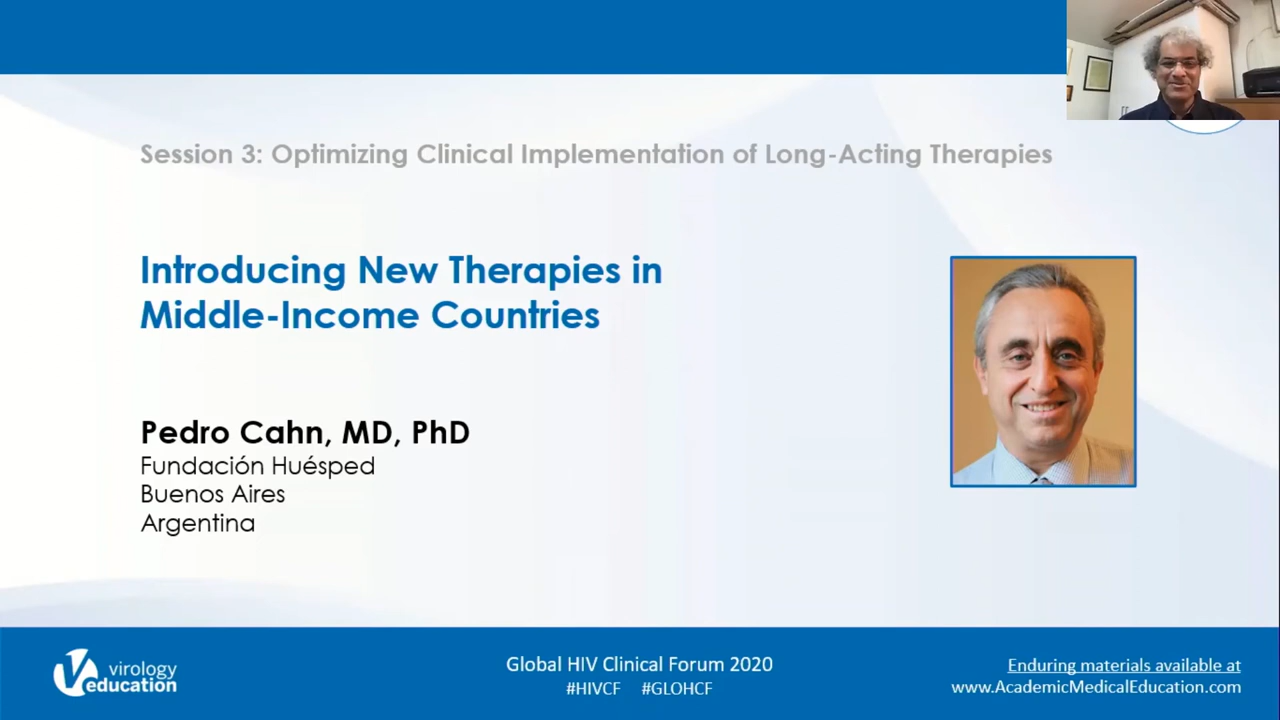 Session 3: Optimizing Clinical Implementation of Long-Acting Therapies
Introducing New Therapies in
Middle-Income Countries
Pedro Cahn, MD, PhD
Fundación Huésped
Buenos Aires
Argentina
virology
education
Global HIV Clinical Forum 2020
#HIVCF #GLOHCF
Enduring materials available at
www.AcademicMedicalEducation.com